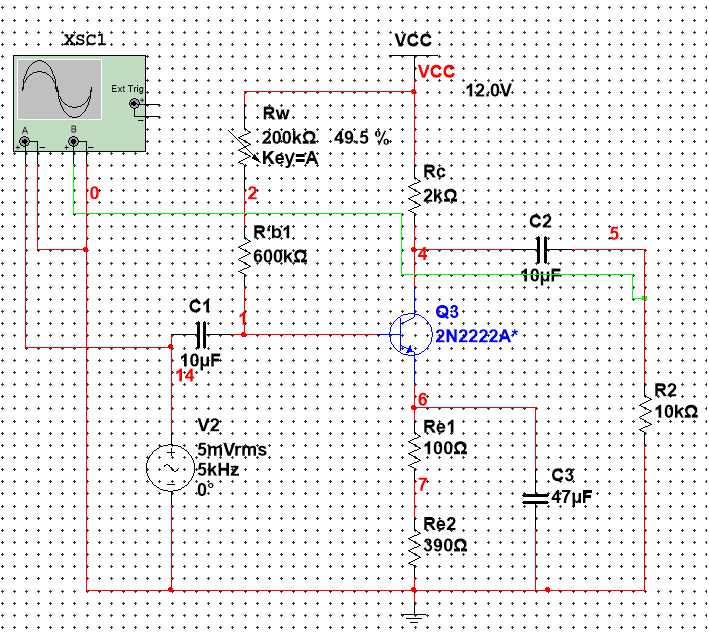 XSC1
Ext Trig
+
-
A
B
+ - + -
VCC
VCC
12.0V
Rw
200kΩ 49.5 %
Key=A
0
2
Rc
2kΩ
R'b1
600kΩ
C2
5
4
10µF
C1
1
10µF
14
Q3
2N2222A*
6
R2
10kΩ
V2
5mVrms
5kHz
0°
Re1
100Ω
7
C3
47µF
Re2
390Ω